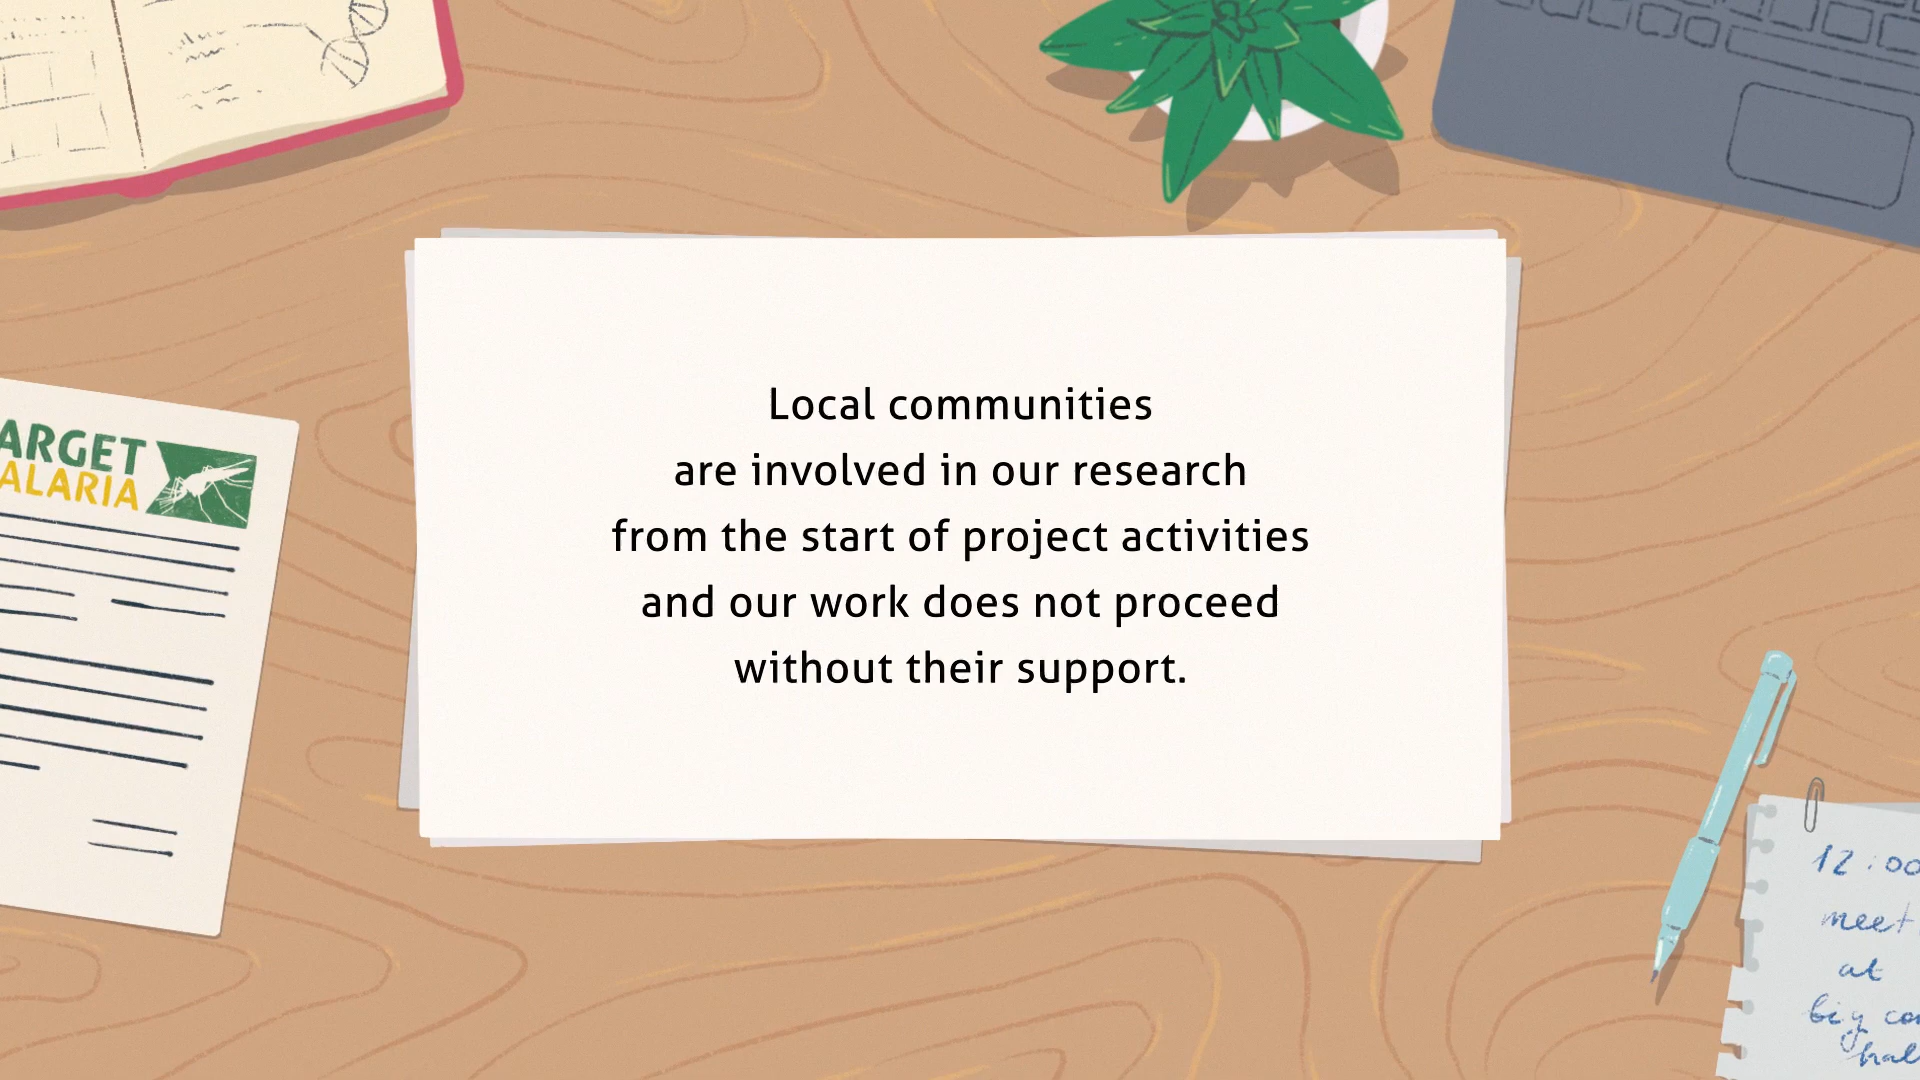 ARGET
ALARIA
Local communities
are involved in our research
from the start of project activities
and our work does not proceed
without their support.
12:00
meet
at
big